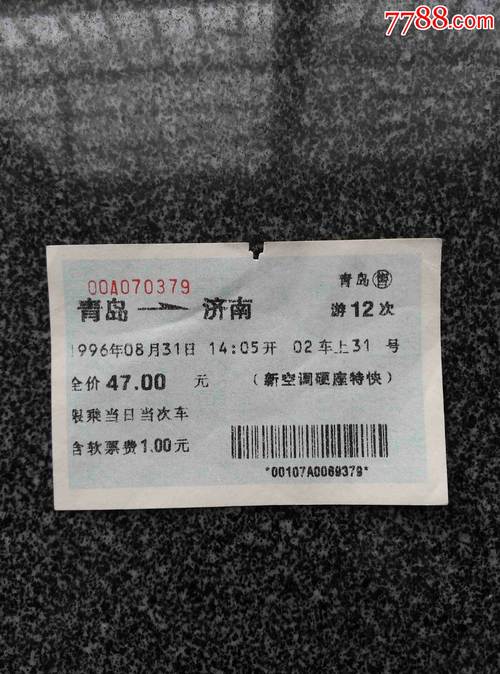 7788.com
00A070379
青岛 售
青岛 → 济南 游12次
1996年08月31日 14:05开 02车上31 号
全价47.00 元 (新空调硬座特快)
限乘当日当次车
含软票费1.00元
*00107A0069379*